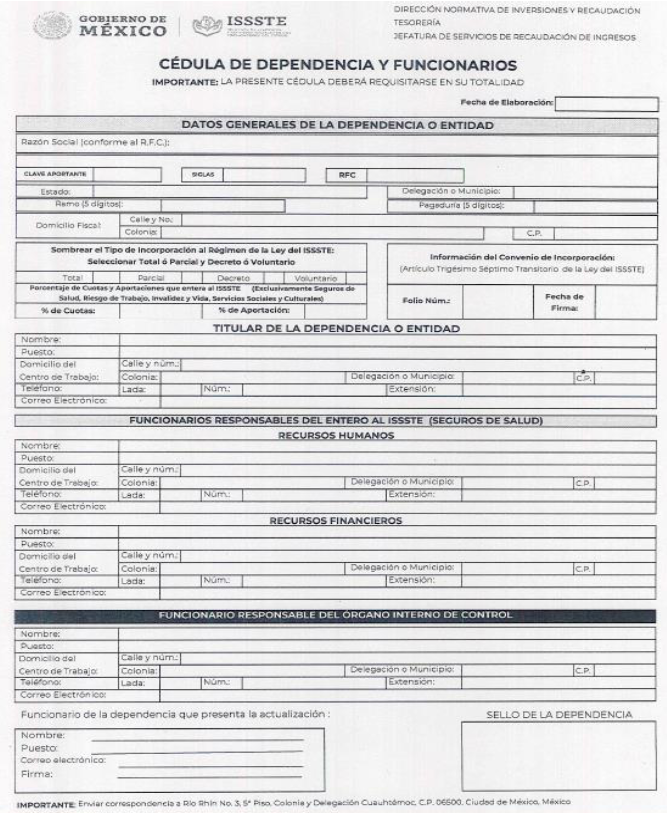 GOBIERNO DE
MÉXICO
ISSSTE
DIRECCIÓN NORMATIVA DE INVERSIONES Y RECAUDACIÓN
TESORERÍA
JEFATURA DE SERVICIOS DE RECAUDACIÓN DE INGRESOS
CÉDULA DE DEPENDENCIA Y FUNCIONARIOS
IMPORTANTE: LA PRESENTE CÉDULA DEBERÁ REQUISITARSE EN SU TOTALIDAD
Fecha de Elaboración:
DATOS GENERALES DE LA DEPENDENCIA O ENTIDAD
Razón Social (conforme al R.F.C.):
CLAVE APORTANTE SIGLAS RFC
Estado: Delegación o Municipio:
Ramo (5 dígitos): Pagaduría (5 dígitos):
Domicilio Fiscal: Calle y No.:
Colonia: C.P.
Sombrear el Tipo de Incorporación al Régimen de la Ley del ISSSTE:
Seleccionar Total ó Parcial y Decreto ó Voluntario
Total Parcial Decreto Voluntario
Porcentaje de Cuotas y Aportaciones que entera al ISSSTE (Exclusivamente Seguros de
Salud, Riesgo de Trabajo, Invalidez y Vida, Servicios Sociales y Culturales)
% de Cuotas: % de Aportación:
Información del Convenio de Incorporación:
(Artículo Trigésimo Séptimo Transitorio de la Ley del ISSSTE)
Folio Núm.: Fecha de
Firma:
TITULAR DE LA DEPENDENCIA O ENTIDAD
Nombre:
Puesto:
Domicilio del Calle y núm.:
Centro de Trabajo: Colonia: Delegación o Municipio: C.P.
Teléfono: Lada: Núm.: Extensión:
Correo Electrónico:
FUNCIONARIOS RESPONSABLES DEL ENTERO AL ISSSTE (SEGUROS DE SALUD)
RECURSOS HUMANOS
Nombre:
Puesto:
Domicilio del Calle y núm.:
Centro de Trabajo: Colonia: Delegación o Municipio: C.P.
Teléfono: Lada: Núm.: Extensión:
Correo Electrónico:
RECURSOS FINANCIEROS
Nombre:
Puesto:
Domicilio del Calle y núm.:
Centro de Trabajo: Colonia: Delegación o Municipio: C.P.
Teléfono: Lada: Núm.: Extensión:
Correo Electrónico:
FUNCIONARIO RESPONSABLE DEL ÓRGANO INTERNO DE CONTROL
Nombre:
Puesto:
Domicilio del Calle y núm.:
Centro de Trabajo: Colonia: Delegación o Municipio: C.P.
Teléfono: Lada: Núm.: Extensión:
Correo Electrónico:
Funcionario de la dependencia que presenta la actualización :
SELLO DE LA DEPENDENCIA
Nombre:
Puesto:
Correo electrónico:
Firma:
IMPORTANTE: Enviar correspondencia a Río Rhin No. 3, 5° Piso, Colonia y Delegación Cuauhtémoc, C.P. 06500, Ciudad de México, México